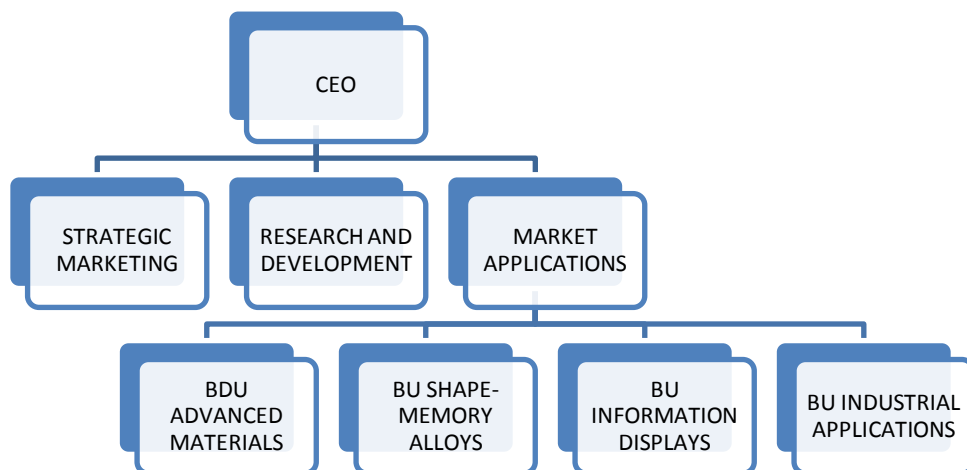 CEO
STRATEGIC
MARKETING
RESEARCH AND
DEVELOPMENT
MARKET
APPLICATIONS
BDU
ADVANCED
MATERIALS
BU SHAPE-
MEMORY
ALLOYS
BU
INFORMATION
DISPLAYS
BU INDUSTRIAL
APPLICATIONS